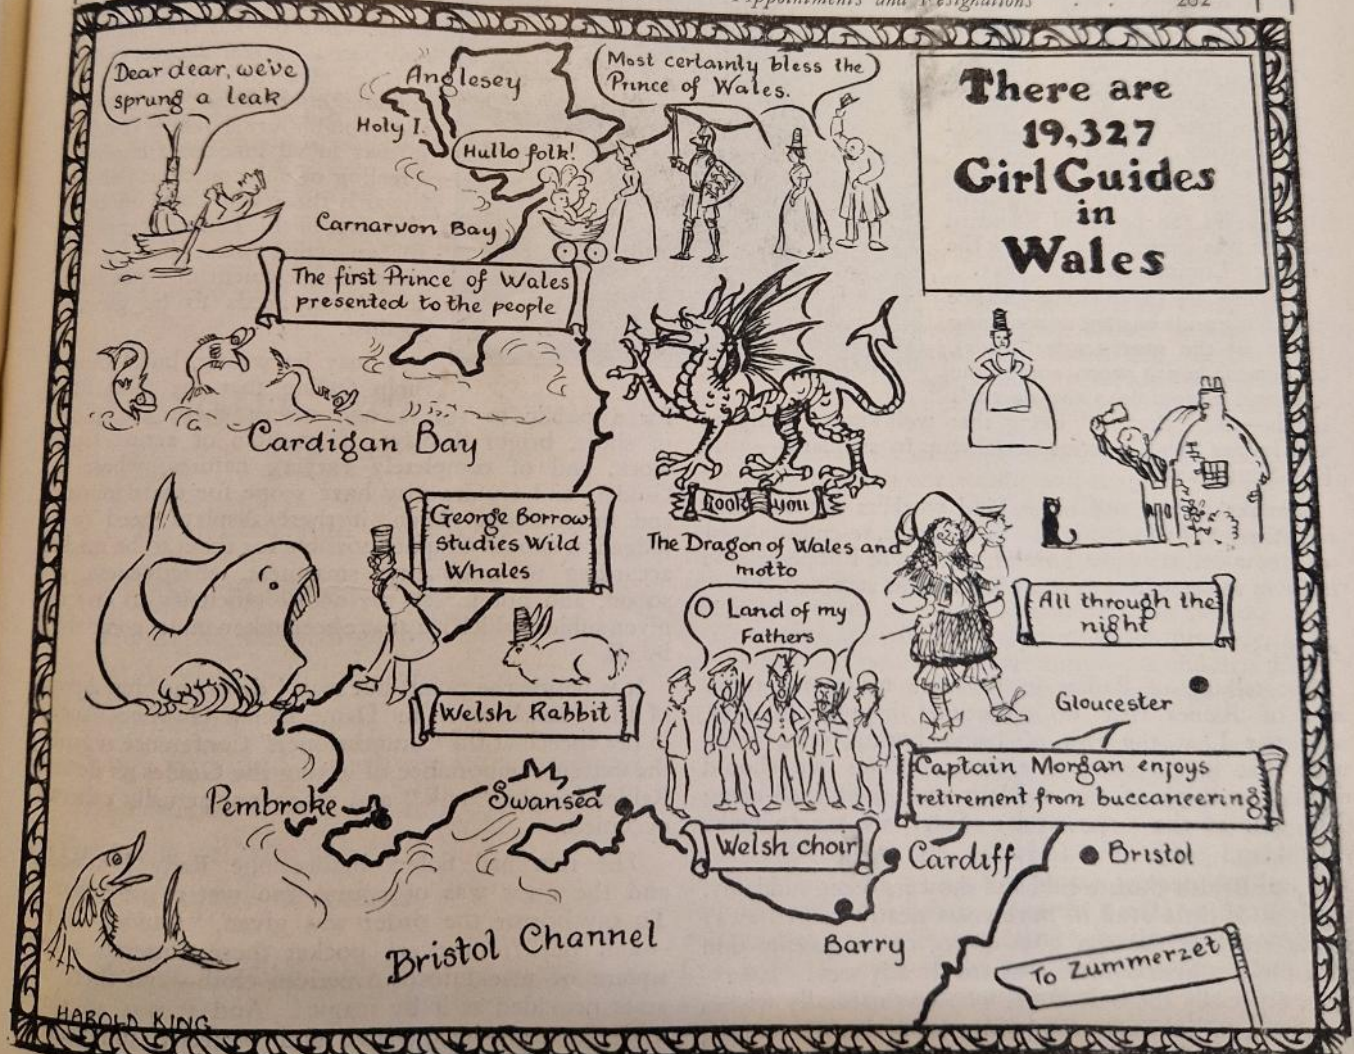 Appointments and Resignations . . 232
Dear dear, we've
sprung a leak
Anglesey
Holy I.
Hullo folk!
Most certainly bless the
Prince of Wales.
There are
19,327
Girl Guides
in
Wales
Carnarvon Bay
The first Prince of Wales
presented to the people
Cardigan Bay
George Borrow
studies Wild
Whales
Look you
The Dragon of Wales and
motto
O Land of my
Fathers
All through the
night
Welsh Rabbit
Gloucester
Captain Morgan enjoys
retirement from buccaneering
Pembroke
Swansea
Welsh choir
Cardiff
Bristol
Barry
Bristol Channel
To Zummerzet
HAROLD KING